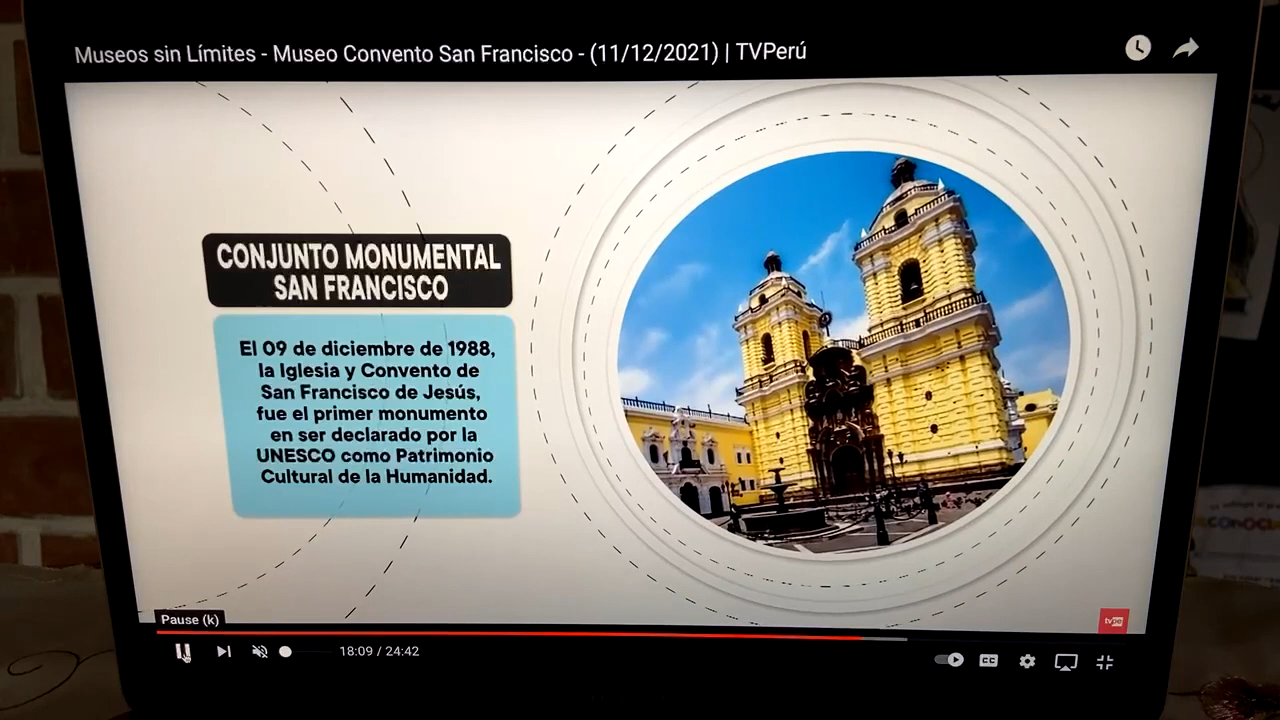 Museos sin Límites - Museo Convento San Francisco - (11/12/2021) | TVPerú
CONJUNTO MONUMENTAL
SAN FRANCISCO
El 09 de diciembre de 1988,
la Iglesia y Convento de
San Francisco de Jesús,
fue el primer monumento
en ser declarado por la
UNESCO como Patrimonio
Cultural de la Humanidad.
Pause (k)
tvpe
18:09 / 24:42
CC